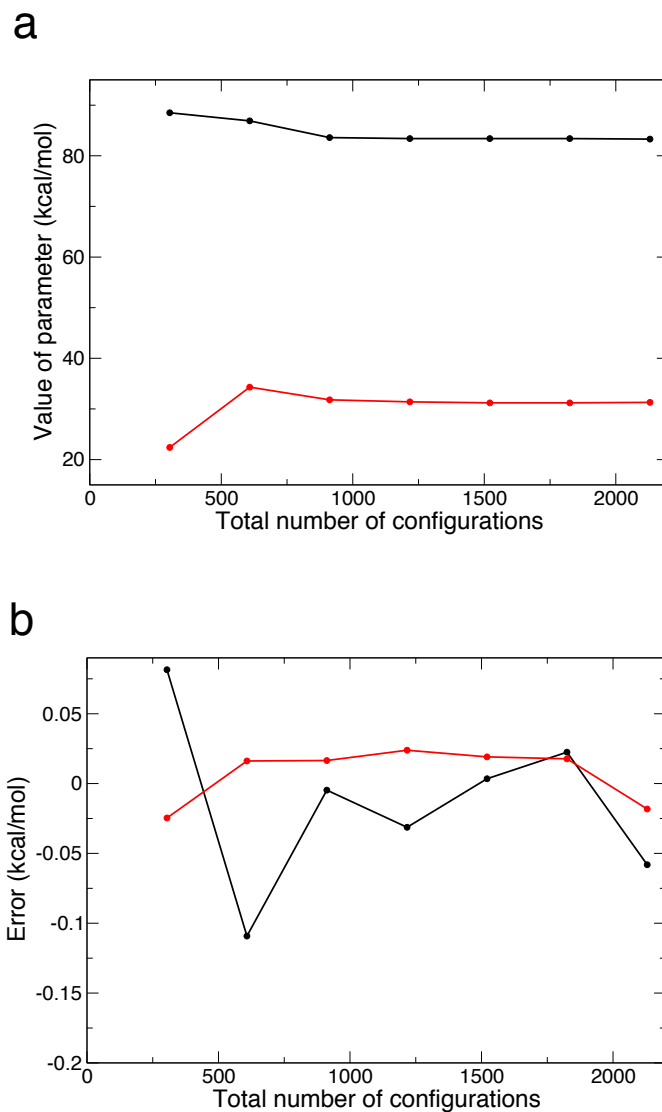 a
80
60
40
20
Value of parameter (kcal/mol)
0 500 1000 1500 2000
Total number of configurations
b
0.05
0
-0.05
-0.1
-0.15
-0.2
Error (kcal/mol)
0 500 1000 1500 2000
Total number of configurations